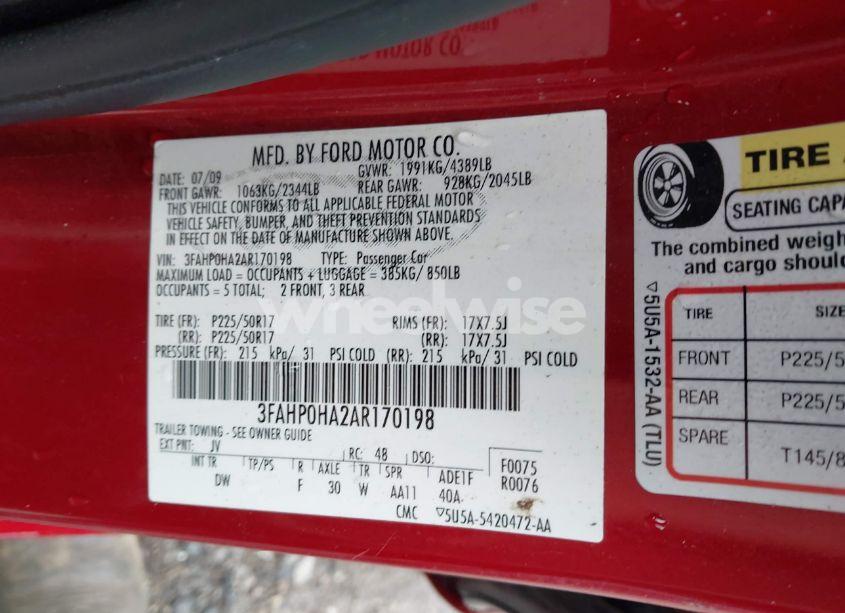 MFD. BY FORD MOTOR CO.
DATE: 07/09 GVWR: 1991KG/4389LB
FRONT GAWR: 1063KG/2344LB REAR GAWR: 928KG/2045LB
THIS VEHICLE CONFORMS TO ALL APPLICABLE FEDERAL MOTOR
VEHICLE SAFETY, BUMPER, AND THEFT PREVENTION STANDARDS
IN EFFECT ON THE DATE OF MANUFACTURE SHOWN ABOVE.
VIN: 3FAHP0HA2AR170198 TYPE: Passenger Car
MAXIMUM LOAD = OCCUPANTS + LUGGAGE = 385KG/ 850LB
OCCUPANTS = 5 TOTAL; 2 FRONT, 3 REAR
wheelwise
TIRE (FR): P225/50R17 RIMS (FR): 17X7.5J
(RR): P225/50R17 (RR): 17X7.5J
PRESSURE (FR): 215 kPa/ 31 PSI COLD (RR): 215 kPa/ 31 PSI COLD
3FAHP0HA2AR170198
TRAILER TOWING - SEE OWNER GUIDE
EXT PNT: JV RC: 48 DSO: F0075
INT TR TP/PS R AXLE TR SPR ADE1F R0076
DW F 30 W AA11 40A.
CMC ▽5U5A-5420472-AA
TIRE
SEATING CAPA
The combined weigh
and cargo shoul
TIRE SIZE
FRONT P225/5
REAR P225/5
SPARE T145/8
▽5U5A-1532-AA (TLU)
MOTOR CO.